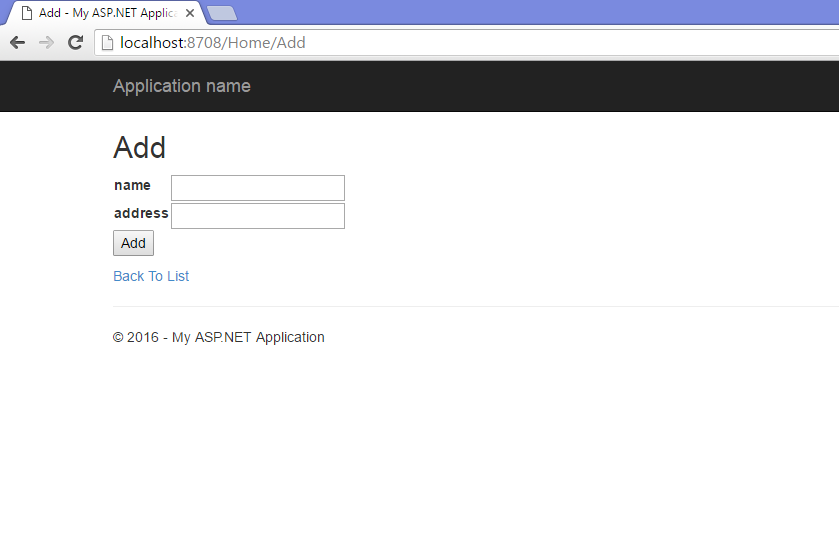 Add - My ASP.NET Applic
localhost:8708/Home/Add
Application name
Add
name
address
Add
Back To List
© 2016 - My ASP.NET Application